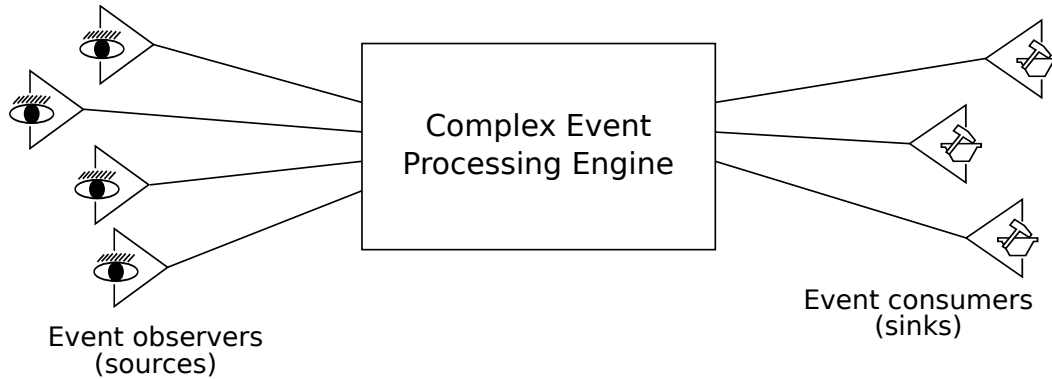 Complex Event
Processing Engine
Event observers
(sources)
Event consumers
(sinks)